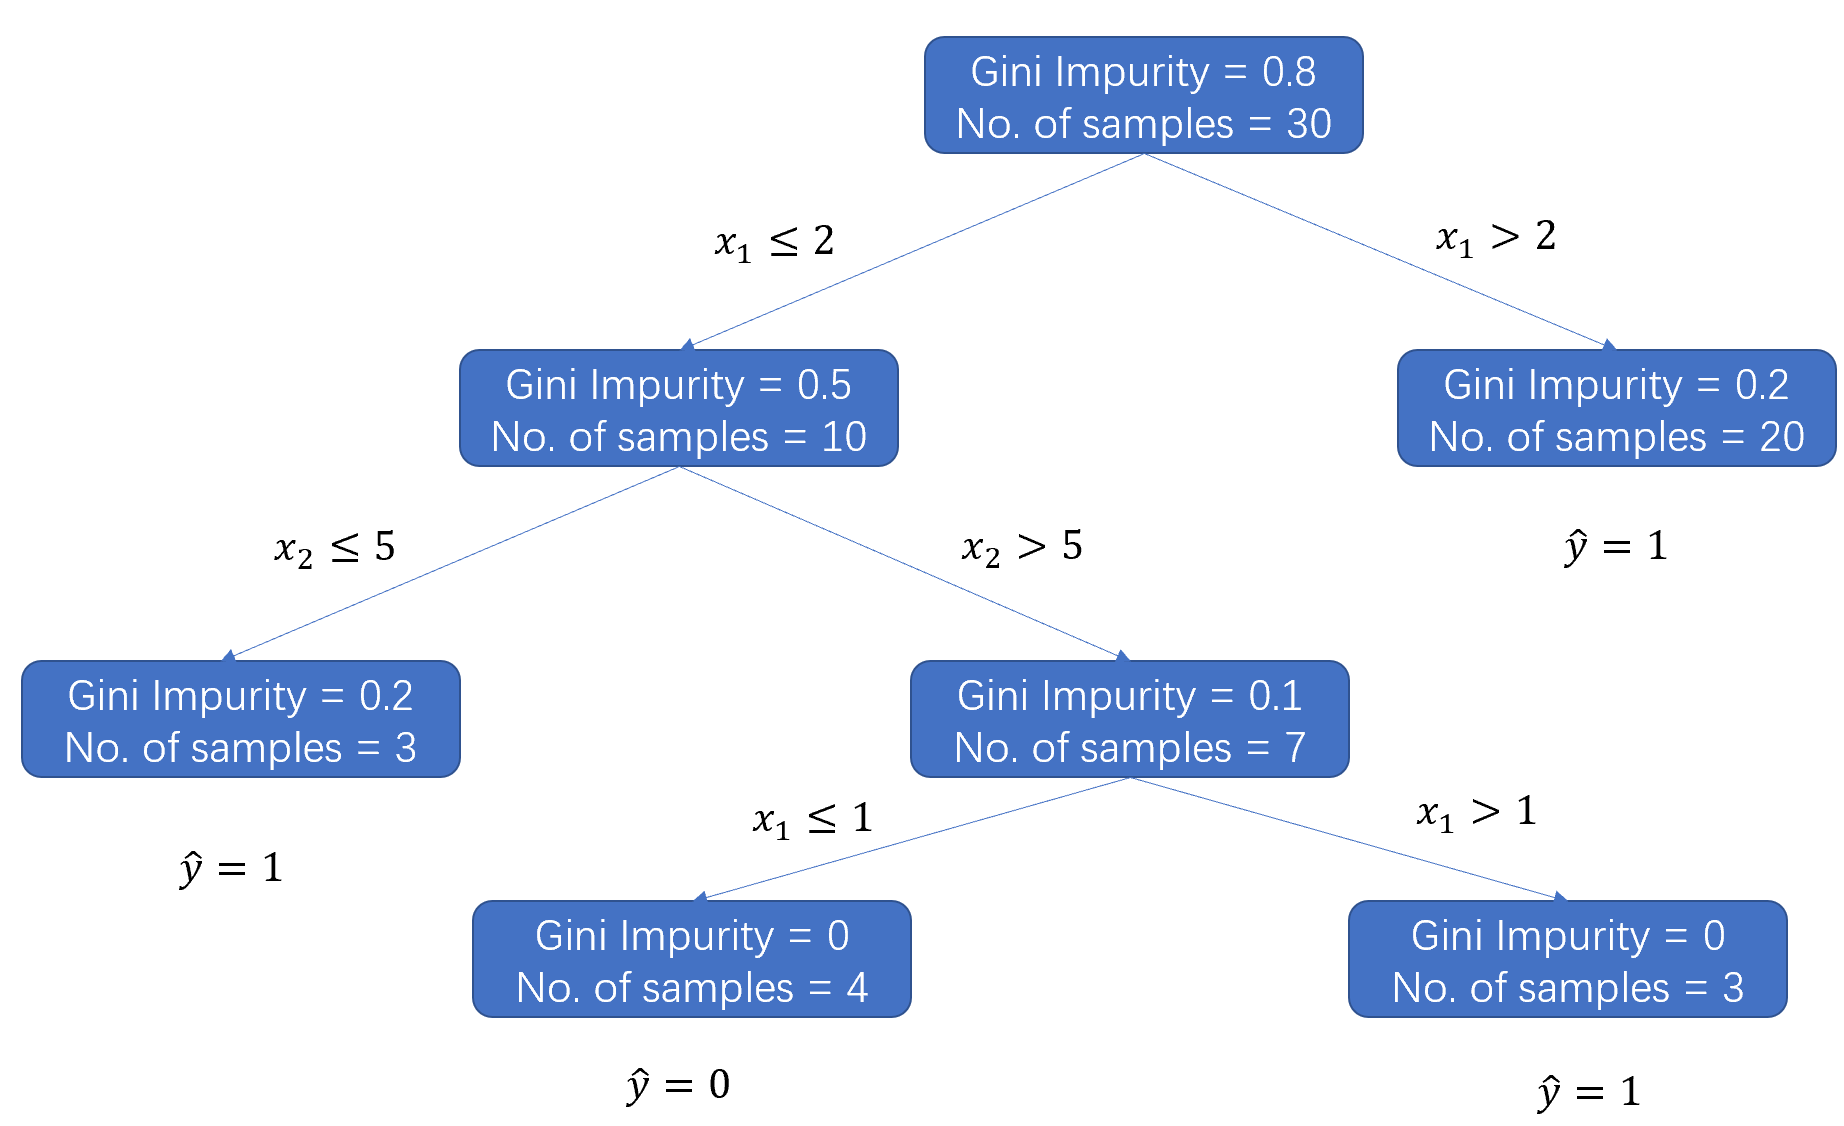 Gini Impurity = 0.8
No. of samples = 30
x₁ ≤ 2
x₁ > 2
Gini Impurity = 0.5
No. of samples = 10
Gini Impurity = 0.2
No. of samples = 20
x₂ ≤ 5
x₂ > 5
ŷ = 1
Gini Impurity = 0.2
No. of samples = 3
Gini Impurity = 0.1
No. of samples = 7
x₁ ≤ 1
x₁ > 1
ŷ = 1
Gini Impurity = 0
No. of samples = 4
Gini Impurity = 0
No. of samples = 3
ŷ = 0
ŷ = 1